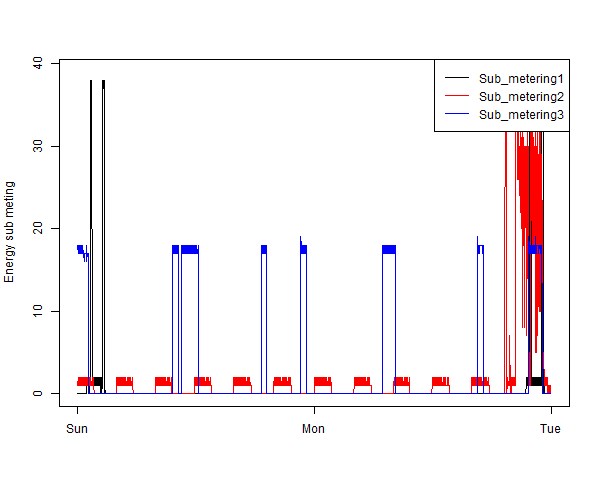 40
Sub_metering1
Sub_metering2
Sub_metering3
30
20
10
0
Energy sub meting
Sun
Mon
Tue